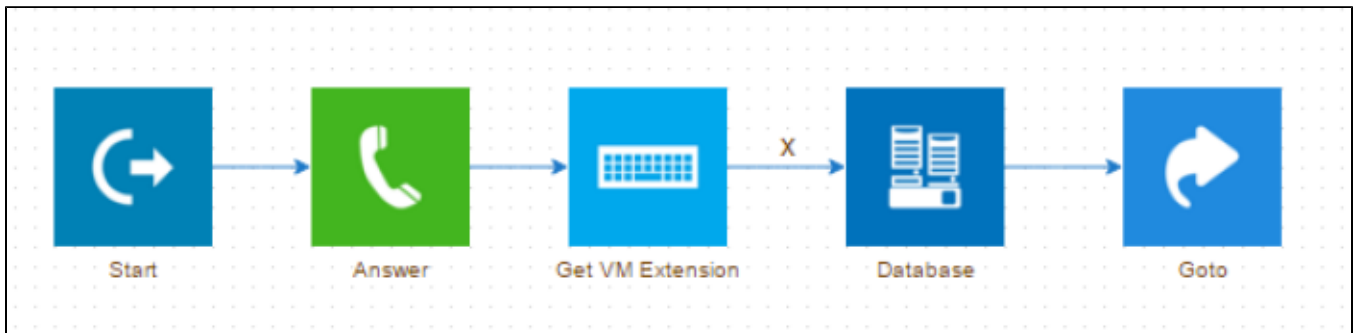 X
Start
Answer
Get VM Extension
Database
Goto